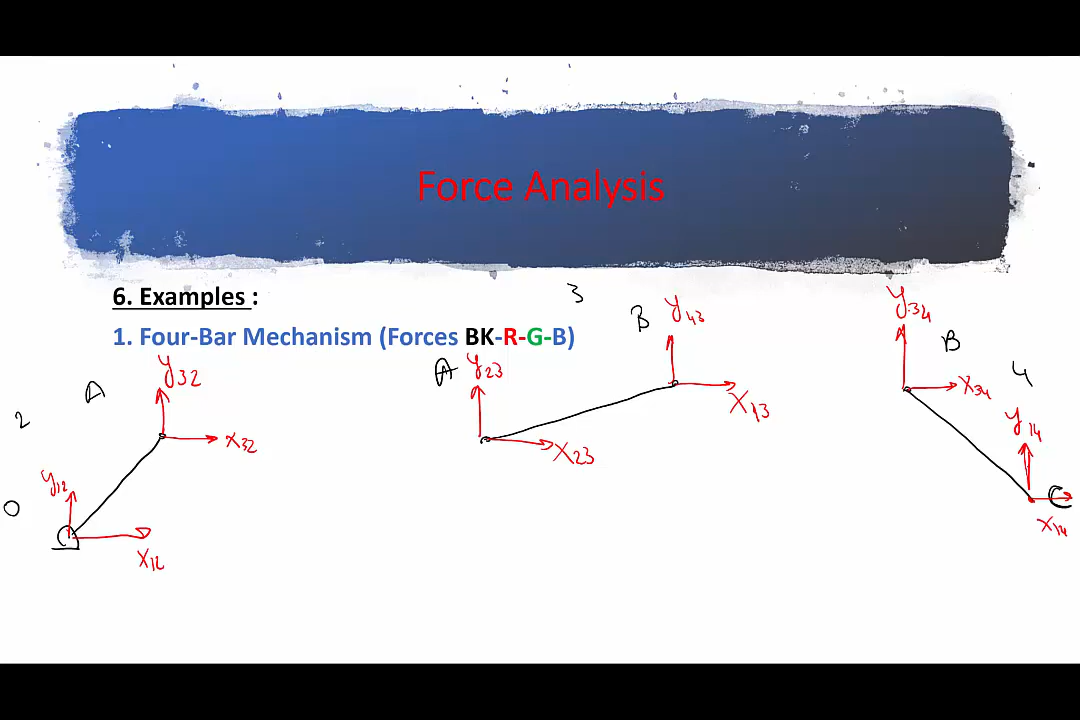 Force Analysis
6. Examples :
1. Four-Bar Mechanism (Forces BK-R-G-B)
2
O
A
y32
x32
y12
x12
3
A
y23
x23
B
y43
x43
4
B
y34
x34
y14
C
x14